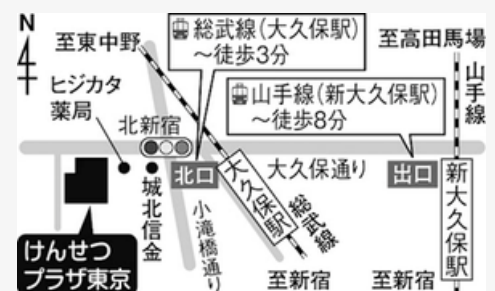 N
至東中野
総武線(大久保駅)
～徒歩3分
至高田馬場
山手線
ヒジカタ
薬局
山手線(新大久保駅)
～徒歩8分
北新宿
北口
大久保通り
出口
大久保駅
新大久保駅
城北信金
小滝橋通り
総武線
けんせつ
プラザ東京
至新宿
至新宿